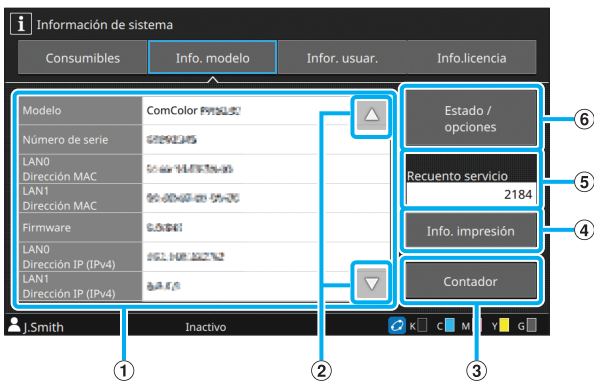 i Información de sistema
Consumibles Info. modelo Infor. usuar. Info.licencia
Modelo ComColor
Número de serie
LAN0
Dirección MAC
LAN1
Dirección MAC
Firmware
LAN0
Dirección IP (IPv4)
LAN1
Dirección IP (IPv4)
Estado /
opciones
Recuento servicio
2184
Info. impresión
Contador
J.Smith Inactivo K C M Y G
6
5
4
1 2 3